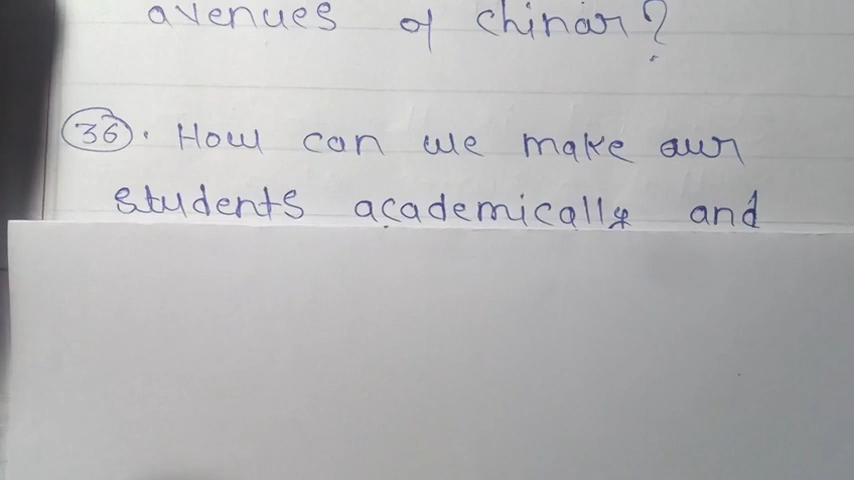 avenues of chinar?
36. How can we make our
students academically and